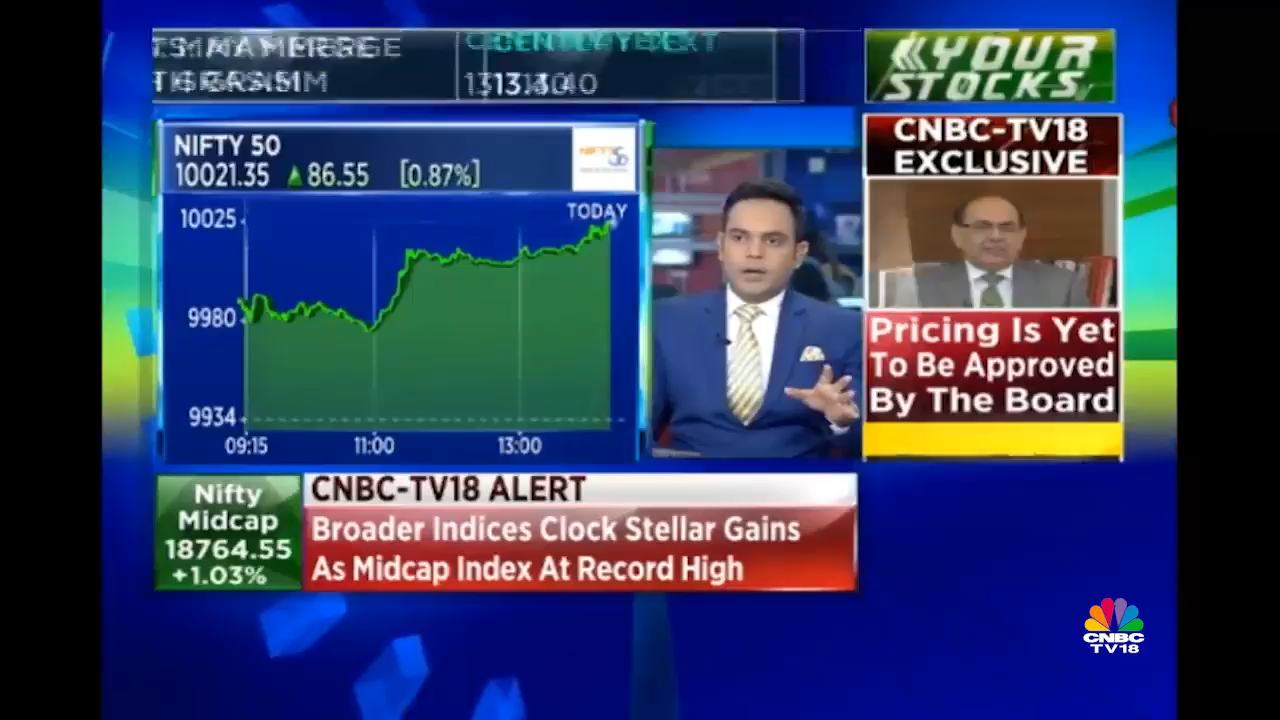 YOUR
STOCKS
NIFTY 50
10021.35 ▲ 86.55 [0.87%]
TODAY
10025
9980
9934
09:15 11:00 13:00
CNBC-TV18
EXCLUSIVE
Pricing Is Yet
To Be Approved
By The Board
Nifty
Midcap
18764.55
+1.03%
CNBC-TV18 ALERT
Broader Indices Clock Stellar Gains
As Midcap Index At Record High
CNBC
TV18